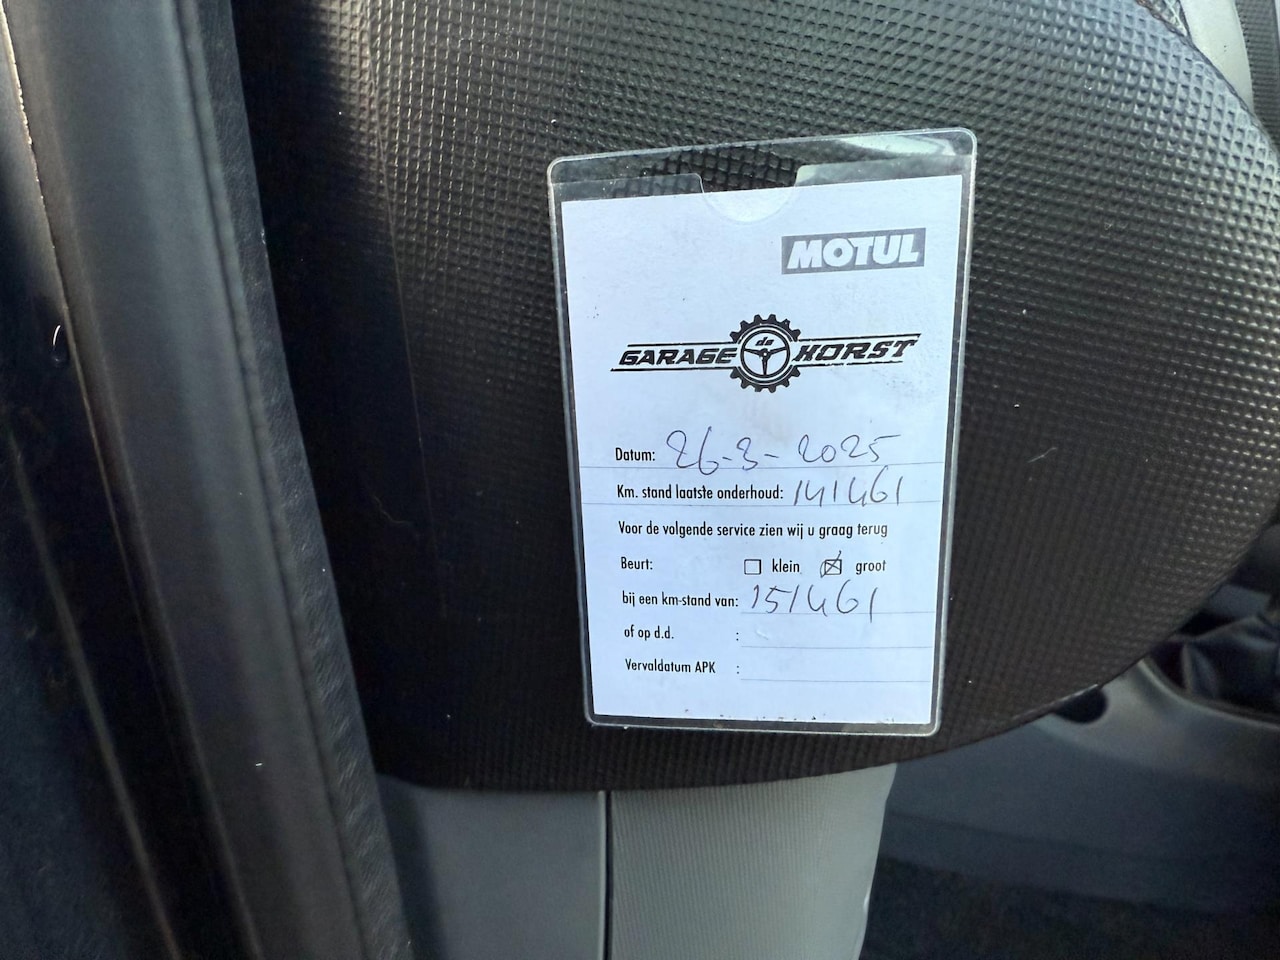 MOTUL
GARAGE de HORST
Datum: 26-3-2025
Km. stand laatste onderhoud: 141461
Voor de volgende service zien wij u graag terug
Beurt: ☐ klein ☒ groot
bij een km-stand van: 151461
of op d.d. :
Vervaldatum APK :